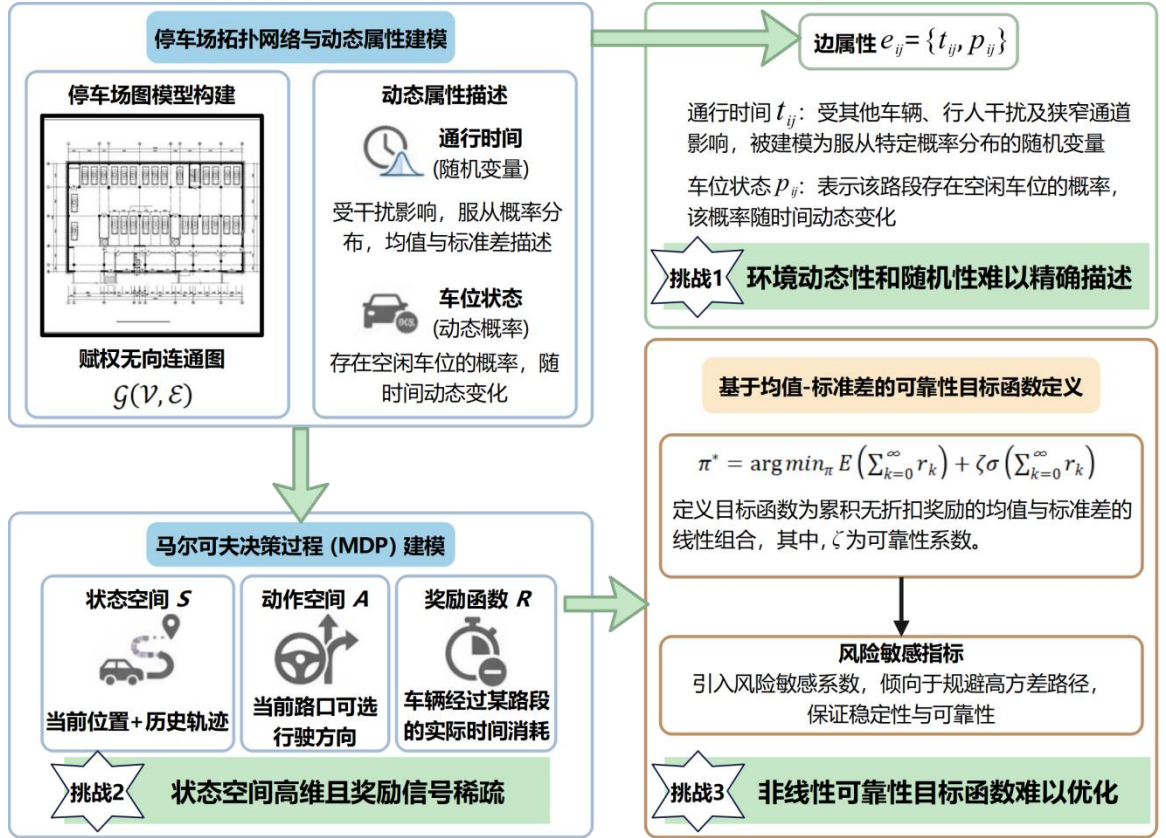 停车场拓扑网络与动态属性建模
停车场图模型构建
赋权无向连通图
𝒢(𝒱, ℰ)
动态属性描述
通行时间
(随机变量)
受干扰影响，服从概率分
布，均值与标准差描述
车位状态
(动态概率)
存在空闲车位的概率，随
时间动态变化
边属性 e_{ij} = {t_{ij}, p_{ij}}
通行时间 t_{ij}：受其他车辆、行人干扰及狭窄通道
影响，被建模为服从特定概率分布的随机变量
车位状态 p_{ij}：表示该路段存在空闲车位的概率，
该概率随时间动态变化
挑战1 环境动态性和随机性难以精确描述
马尔可夫决策过程 (MDP) 建模
状态空间 S
当前位置+历史轨迹
动作空间 A
当前路口可选
行驶方向
奖励函数 R
车辆经过某路段
的实际时间消耗
挑战2 状态空间高维且奖励信号稀疏
基于均值-标准差的可靠性目标函数定义
π* = argmin_π E(∑_{k=0}^{∞} r_k) + ζσ(∑_{k=0}^{∞} r_k)
定义目标函数为累积无折扣奖励的均值与标准差的
线性组合，其中，ζ为可靠性系数。
风险敏感指标
引入风险敏感系数，倾向于规避高方差路径，
保证稳定性与可靠性
挑战3 非线性可靠性目标函数难以优化